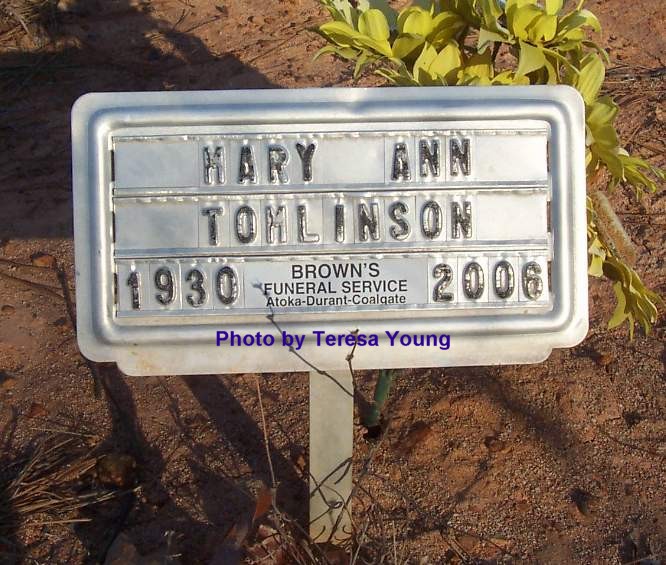 MARY ANN
TOMLINSON
1930 BROWN'S 2006
FUNERAL SERVICE
Atoka-Durant-Coalgate
Photo by Teresa Young